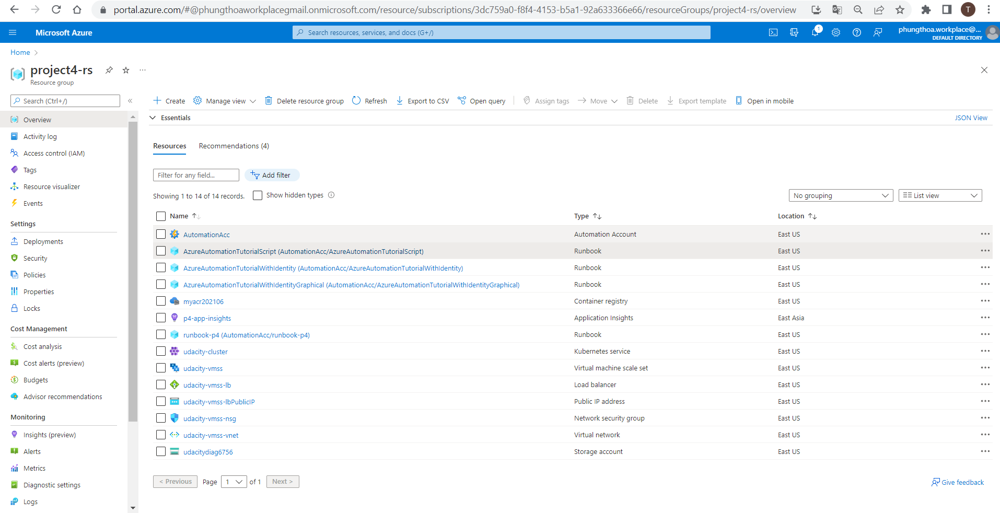 portal.azure.com/#@phungthoaworkplacegmail.onmicrosoft.com/resource/subscriptions/3dc759a0-f8f4-4153-b5a1-92a633366e66/resourceGroups/project4-rs/overview
T
Microsoft Azure
Search resources, services, and docs (G+/)
1
phungthoa.workplace@...
DEFAULT DIRECTORY
Home >
project4-rs
Resource group
Search (Ctrl+/)
«
Create
Manage view
Delete resource group
Refresh
Export to CSV
Open query
Assign tags
Move
Delete
Export template
Open in mobile
Essentials
JSON View
Overview
Activity log
Access control (IAM)
Tags
Resource visualizer
Events
Settings
Deployments
Security
Policies
Properties
Locks
Cost Management
Cost analysis
Cost alerts (preview)
Budgets
Advisor recommendations
Monitoring
Insights (preview)
Alerts
Metrics
Diagnostic settings
Logs
Resources Recommendations (4)
Filter for any field...
Add filter
Showing 1 to 14 of 14 records.
Show hidden types
No grouping
List view
Name ↑↓ Type ↑↓ Location ↑↓
AutomationAcc Automation Account East US
AzureAutomationTutorialScript (AutomationAcc/AzureAutomationTutorialScript) Runbook East US
AzureAutomationTutorialWithIdentity (AutomationAcc/AzureAutomationTutorialWithIdentity) Runbook East US
AzureAutomationTutorialWithIdentityGraphical (AutomationAcc/AzureAutomationTutorialWithIdentityGraphical) Runbook East US
myacr202106 Container registry East US
p4-app-insights Application Insights East Asia
runbook-p4 (AutomationAcc/runbook-p4) Runbook East US
udacity-cluster Kubernetes service East US
udacity-vmss Virtual machine scale set East US
udacity-vmss-lb Load balancer East US
udacity-vmss-lbPublicIP Public IP address East US
udacity-vmss-nsg Network security group East US
udacity-vmss-vnet Virtual network East US
udacitydiag6756 Storage account East US
< Previous Page 1 of 1 Next >
Give feedback